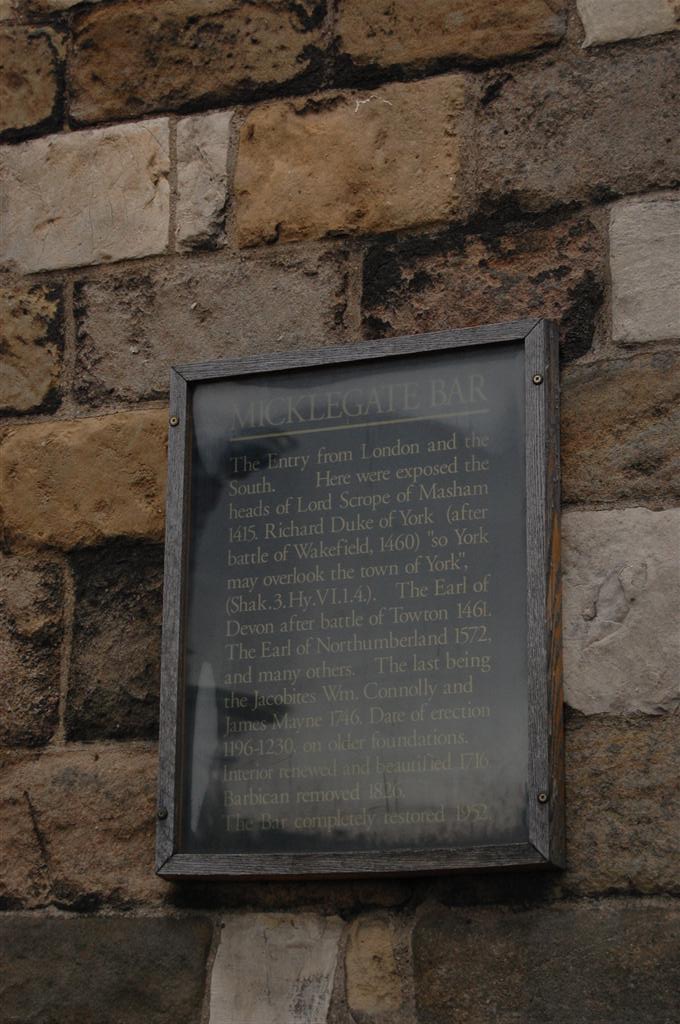 MICKLEGATE BAR
The Entry from London and the
South. Here were exposed the
heads of Lord Scrope of Masham
1415. Richard Duke of York (after
battle of Wakefield, 1460) "so York
may overlook the town of York",
(Shak.3.Hy.VI.1.4.). The Earl of
Devon after battle of Towton 1461.
The Earl of Northumberland 1572,
and many others. The last being
the Jacobites Wm. Connolly and
James Mayne 1746. Date of erection
1196-1230, on older foundations.
Interior renewed and beautified 1716.
Barbican removed 1826.
The Bar completely restored 1952.